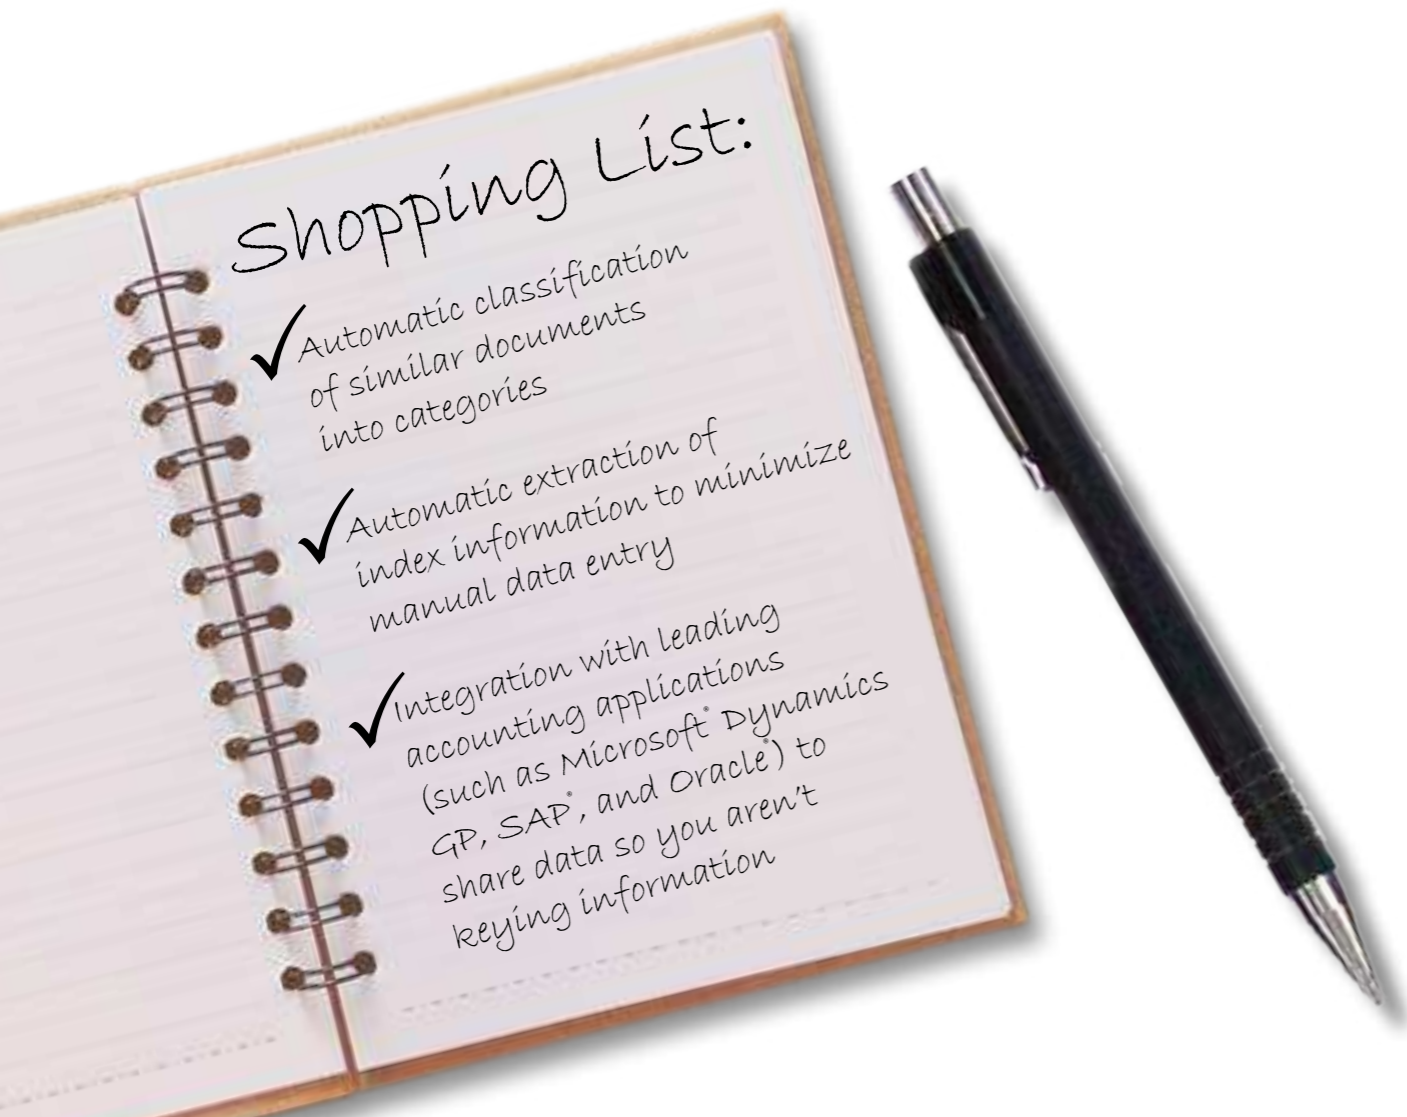 Shopping List:
✓ Automatic classification
of similar documents
into categories
✓ Automatic extraction of
index information to minimize
manual data entry
✓ Integration with leading
accounting applications
(such as Microsoft® Dynamics
GP, SAP®, and Oracle®) to
share data so you aren't
keying information